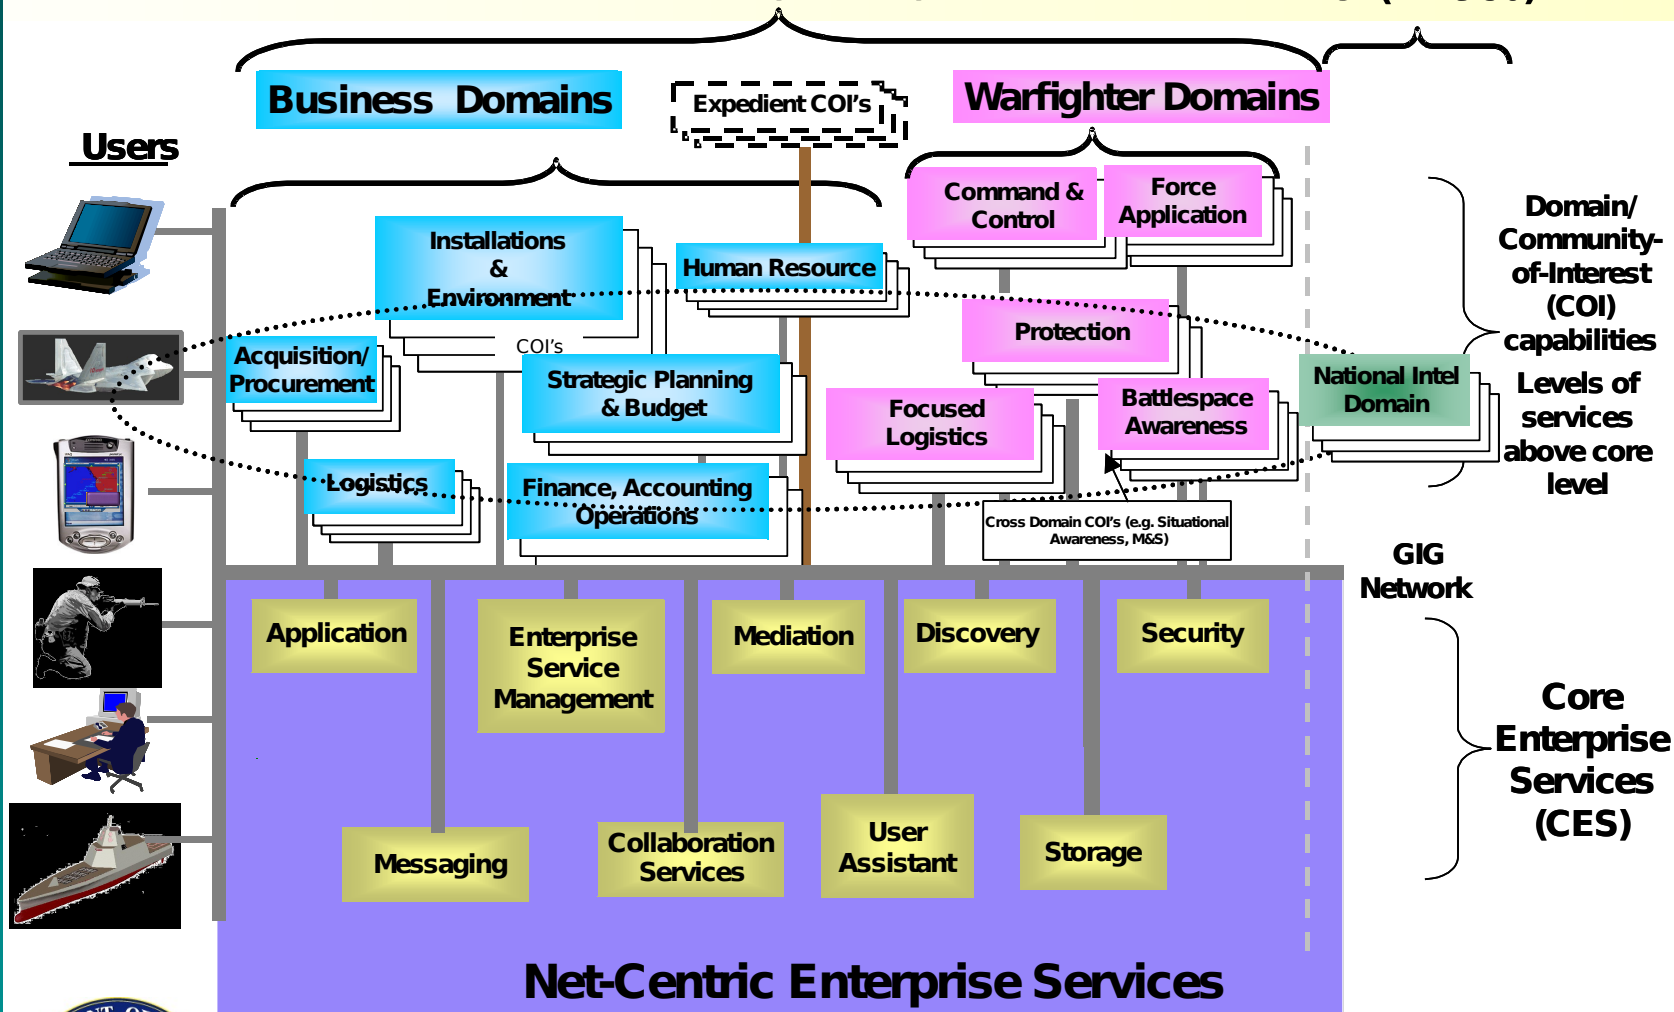 Business Domains
Expedient COI's
Warfighter Domains
Users
Command &
Control
Force
Application
Domain/
Community-
of-Interest
(COI)
capabilities
Installations
&
Environment
Human Resource
COI's
Protection
Acquisition/
Procurement
Strategic Planning
& Budget
National Intel
Domain
Levels of
services
above core
level
Focused
Logistics
Battlespace
Awareness
Logistics
Finance, Accounting
Operations
Cross Domain COI's (e.g. Situational
Awareness, M&S)
GIG
Network
Application
Enterprise
Service
Management
Mediation
Discovery
Security
Core
Enterprise
Services
(CES)
Messaging
Collaboration
Services
User
Assistant
Storage
Net-Centric Enterprise Services